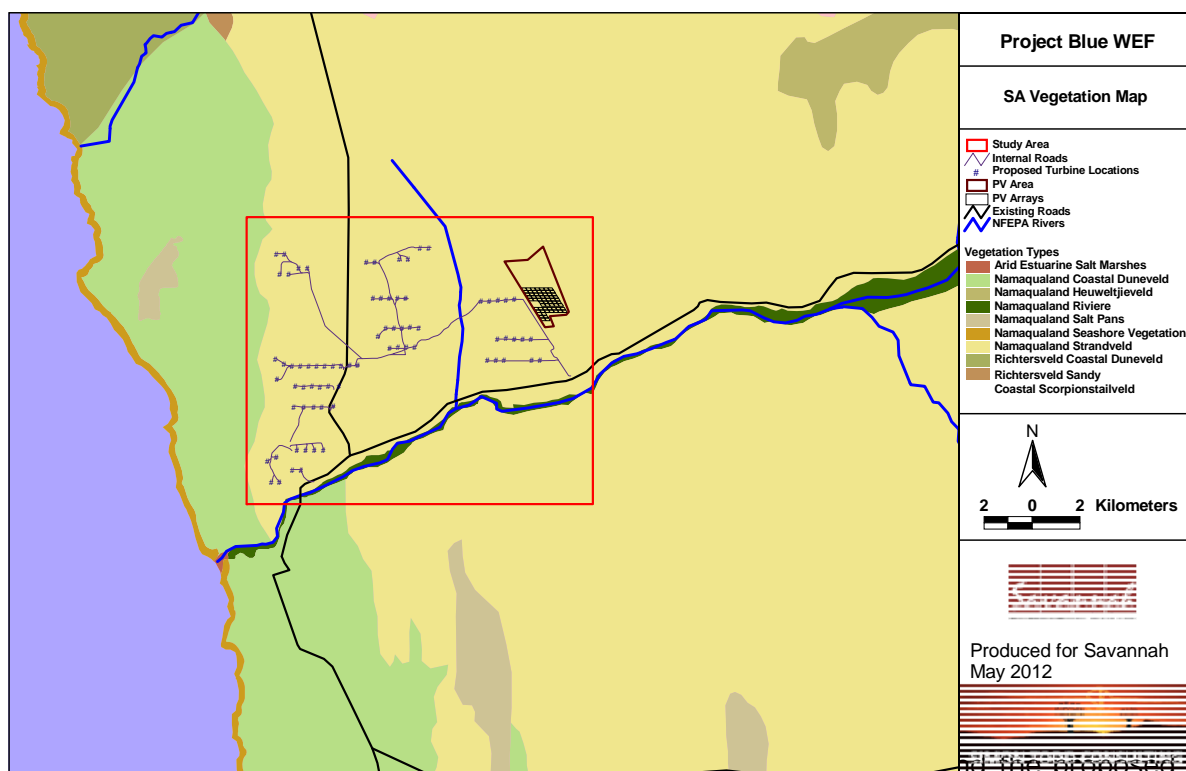 Project Blue WEF
SA Vegetation Map
Study Area
Internal Roads
# Proposed Turbine Locations
PV Area
PV Arrays
Existing Roads
NFEPA Rivers
Vegetation Types
Arid Estuarine Salt Marshes
Namaqualand Coastal Duneveld
Namaqualand Heuweltjieveld
Namaqualand Riviere
Namaqualand Salt Pans
Namaqualand Seashore Vegetation
Namaqualand Strandveld
Richtersveld Coastal Duneveld
Richtersveld Sandy
Coastal Scorpionstailveld
N
2 0 2 Kilometers
Savannah
Produced for Savannah
May 2012
the proposed